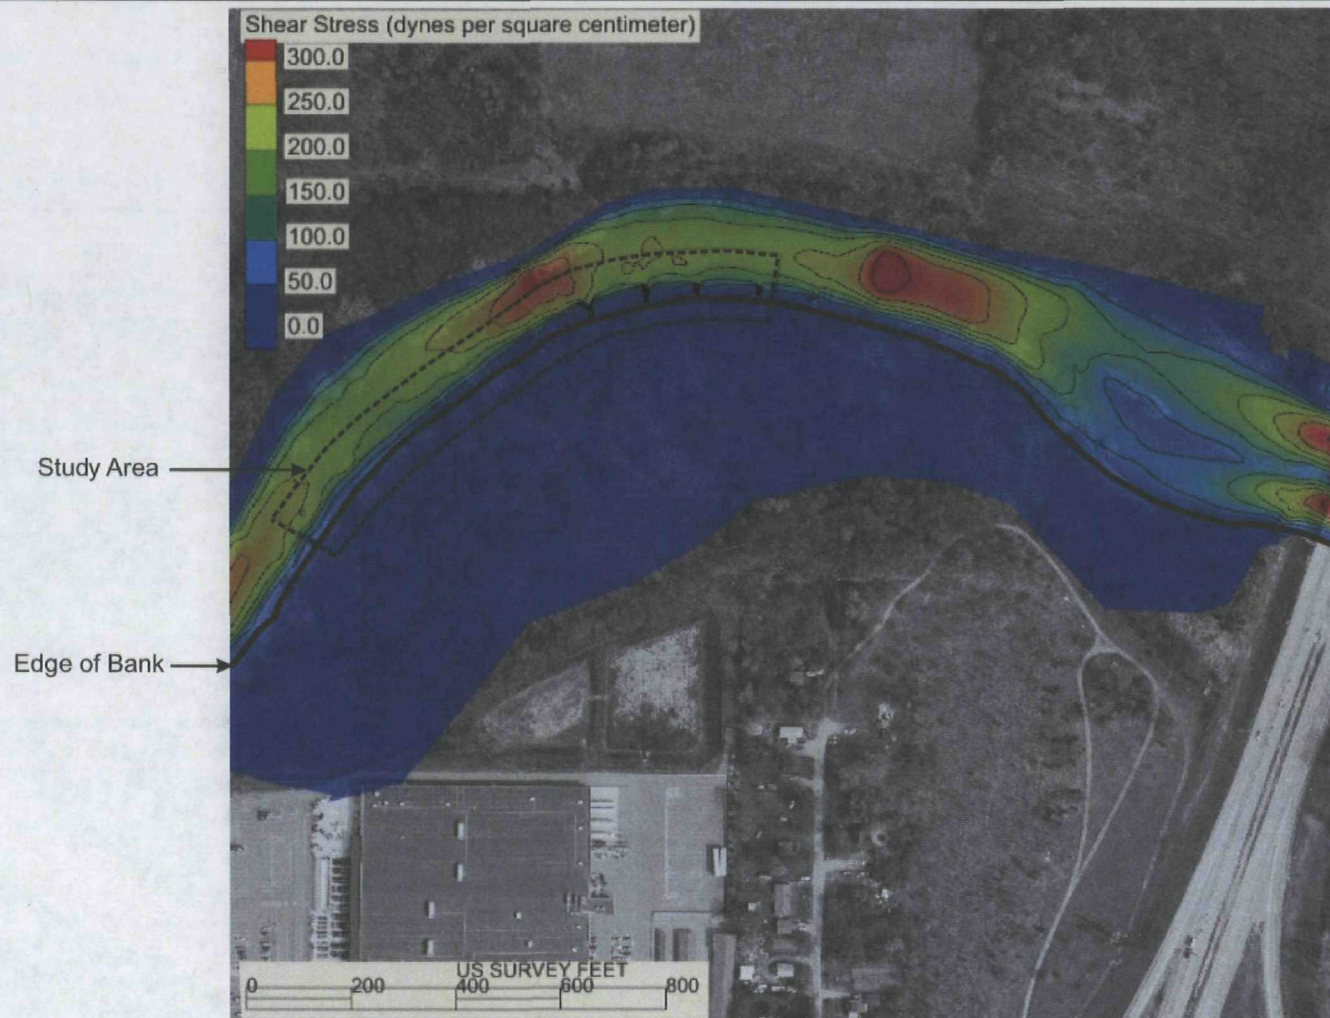 Shear Stress (dynes per square centimeter)
300.0
250.0
200.0
150.0
100.0
50.0
0.0
Study Area
Edge of Bank
US SURVEY FEET
0 200 400 600 800